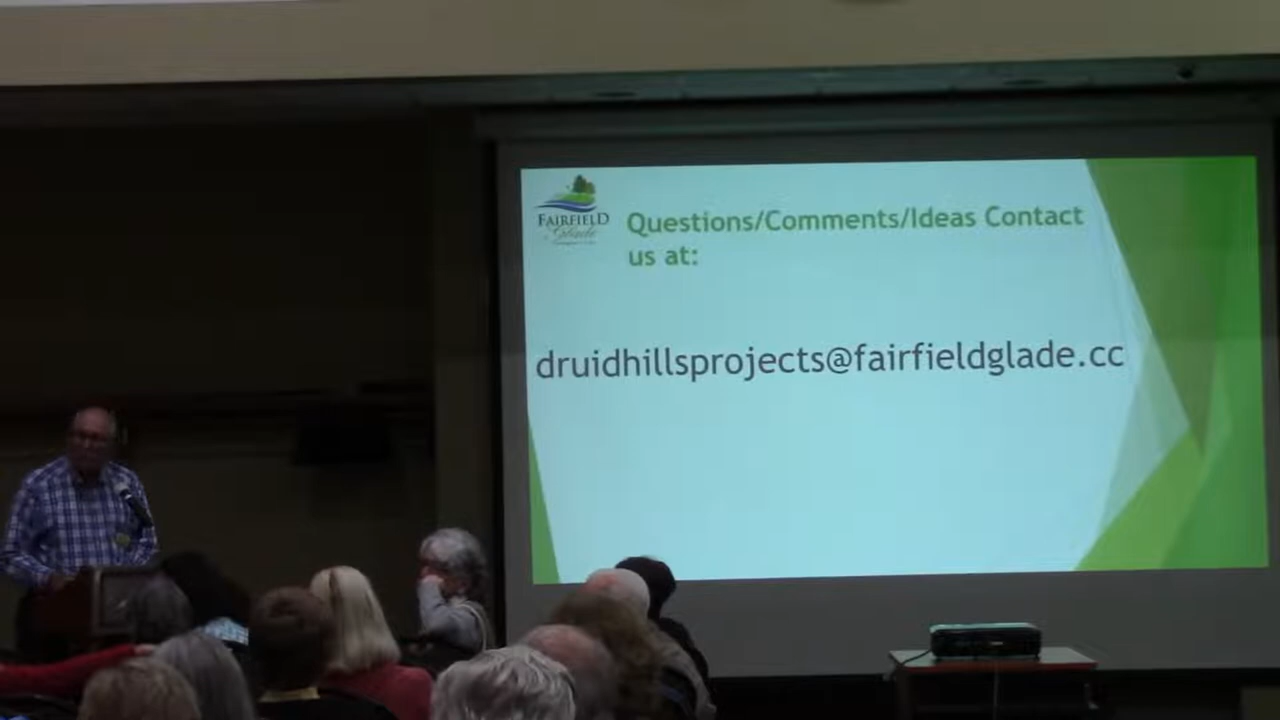 FAIRFIELD
Glade
Questions/Comments/Ideas Contact
us at:
druidhillsprojects@fairfieldglade.cc